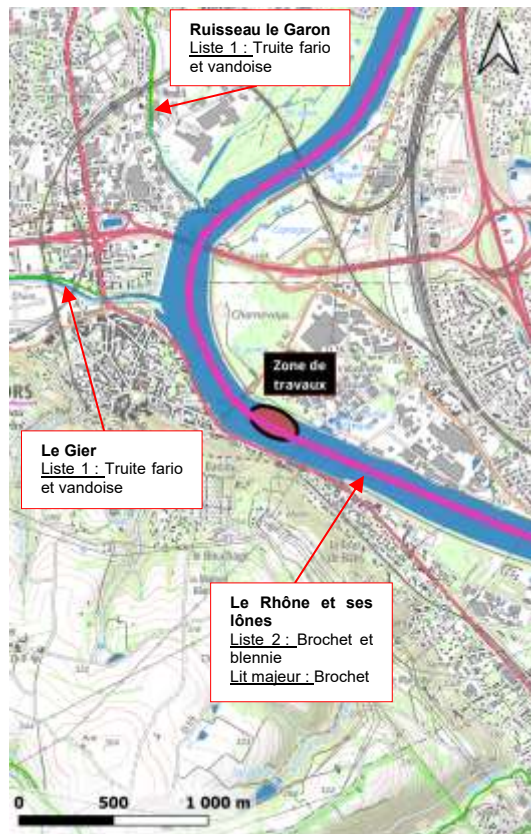 Ruisseau le Garon
Liste 1 : Truite fario
et vandoise
Zone de
travaux
Le Gier
Liste 1 : Truite fario
et vandoise
Le Rhône et ses
lônes
Liste 2 : Brochet et
blennie
Lit majeur : Brochet
0 500 1 000 m